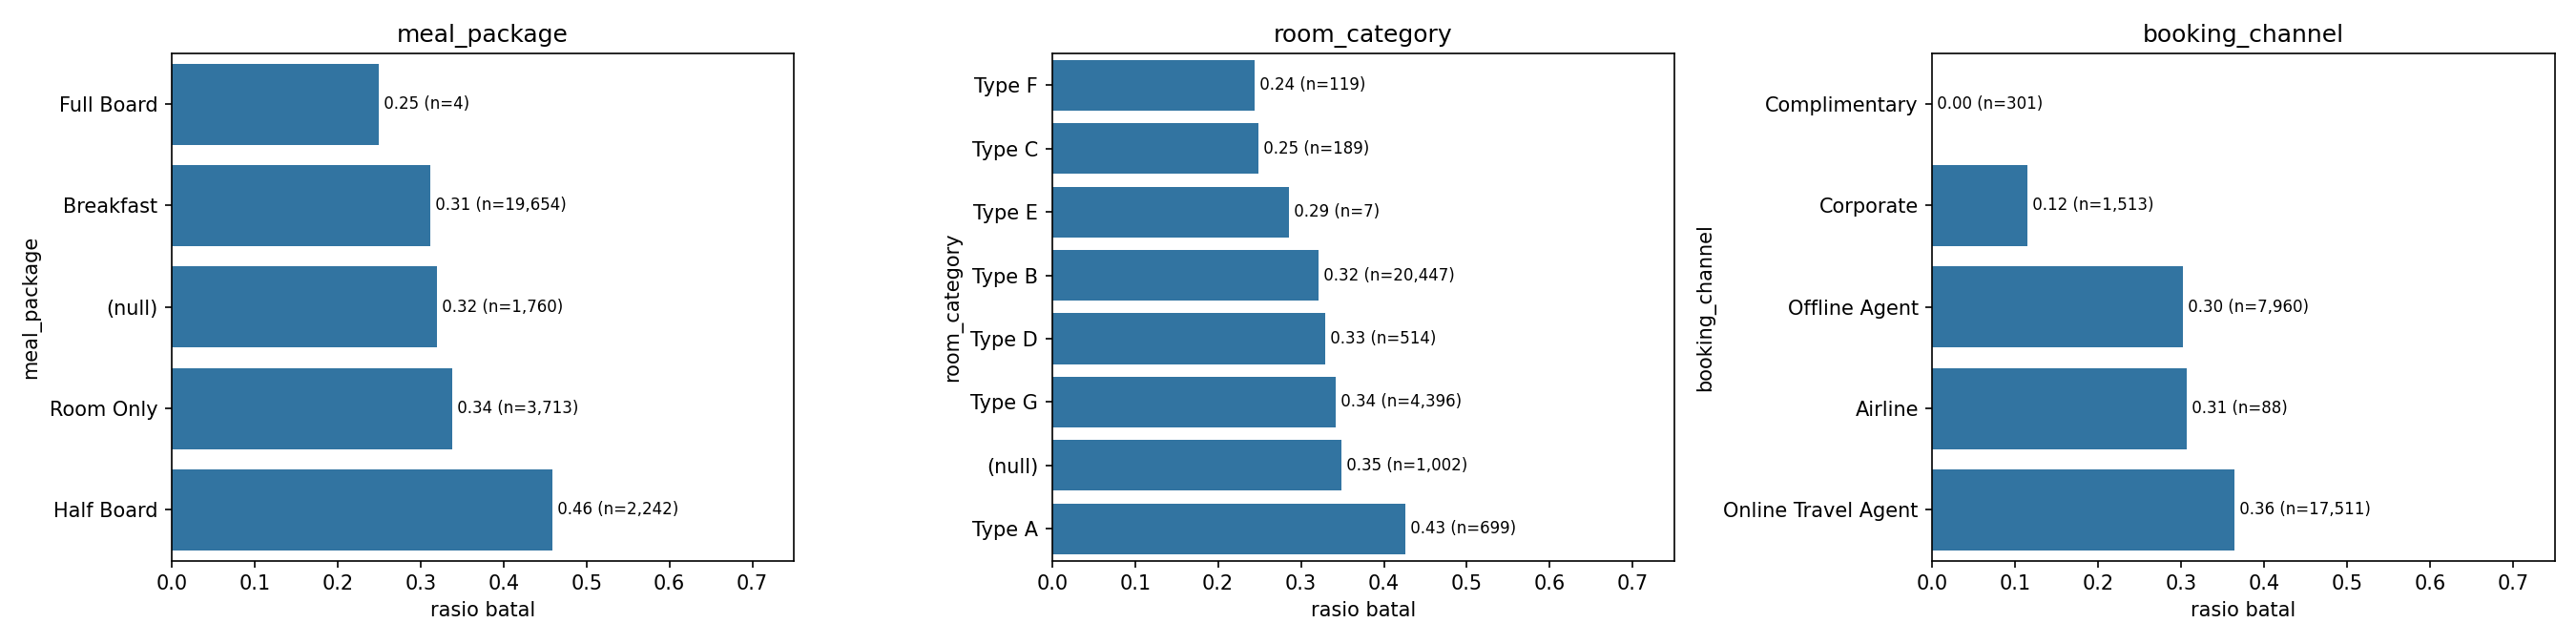 meal_package
meal_package
Full Board
0.25 (n=4)
Breakfast
0.31 (n=19,654)
(null)
0.32 (n=1,760)
Room Only
0.34 (n=3,713)
Half Board
0.46 (n=2,242)
0.0 0.1 0.2 0.3 0.4 0.5 0.6 0.7
rasio batal
room_category
room_category
Type F
0.24 (n=119)
Type C
0.25 (n=189)
Type E
0.29 (n=7)
Type B
0.32 (n=20,447)
Type D
0.33 (n=514)
Type G
0.34 (n=4,396)
(null)
0.35 (n=1,002)
Type A
0.43 (n=699)
0.0 0.1 0.2 0.3 0.4 0.5 0.6 0.7
rasio batal
booking_channel
booking_channel
Complimentary
0.00 (n=301)
Corporate
0.12 (n=1,513)
Offline Agent
0.30 (n=7,960)
Airline
0.31 (n=88)
Online Travel Agent
0.36 (n=17,511)
0.0 0.1 0.2 0.3 0.4 0.5 0.6 0.7
rasio batal